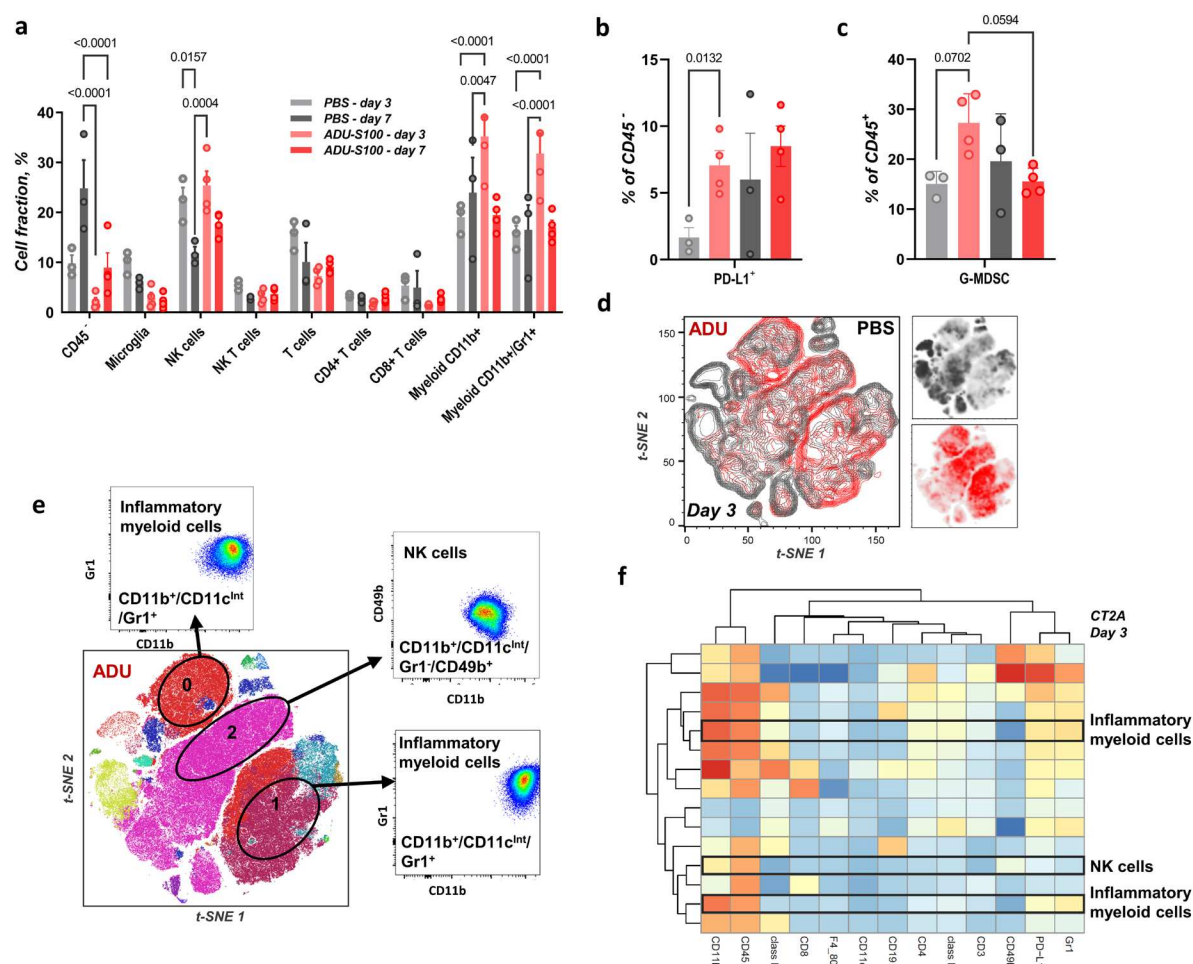 a
<0.0001
<0.0001
0.0157
0.0004
<0.0001
0.0047
<0.0001
<0.0001
PBS - day 3
PBS - day 7
ADU-S100 - day 3
ADU-S100 - day 7
Cell fraction, %
40
30
20
10
0
CD45-
Microglia
NK cells
NK T cells
T cells
CD4+ T cells
CD8+ T cells
Myeloid CD11b+
Myeloid CD11b+/Gr1+
b
0.0132
% of CD45 -
15
10
5
0
PD-L1+
c
0.0594
0.0702
% of CD45+
40
30
20
10
0
G-MDSC
d
ADU
PBS
t-SNE 2
150
100
50
0
Day 3
0
50
100
150
t-SNE 1
e
Inflammatory
myeloid cells
Gr1
CD11b+/CD11cInt
/Gr1+
CD11b
NK cells
CD49b
CD11b+/CD11cInt/
Gr1-/CD49b+
CD11b
Inflammatory
myeloid cells
Gr1
CD11b+/CD11cInt/
Gr1+
CD11b
ADU
0
2
1
t-SNE 2
t-SNE 1
f
CT2A
Day 3
Inflammatory
myeloid cells
NK cells
Inflammatory
myeloid cells
CD45
CD8
F4_80
CD19
CD4
CD3
Gr1